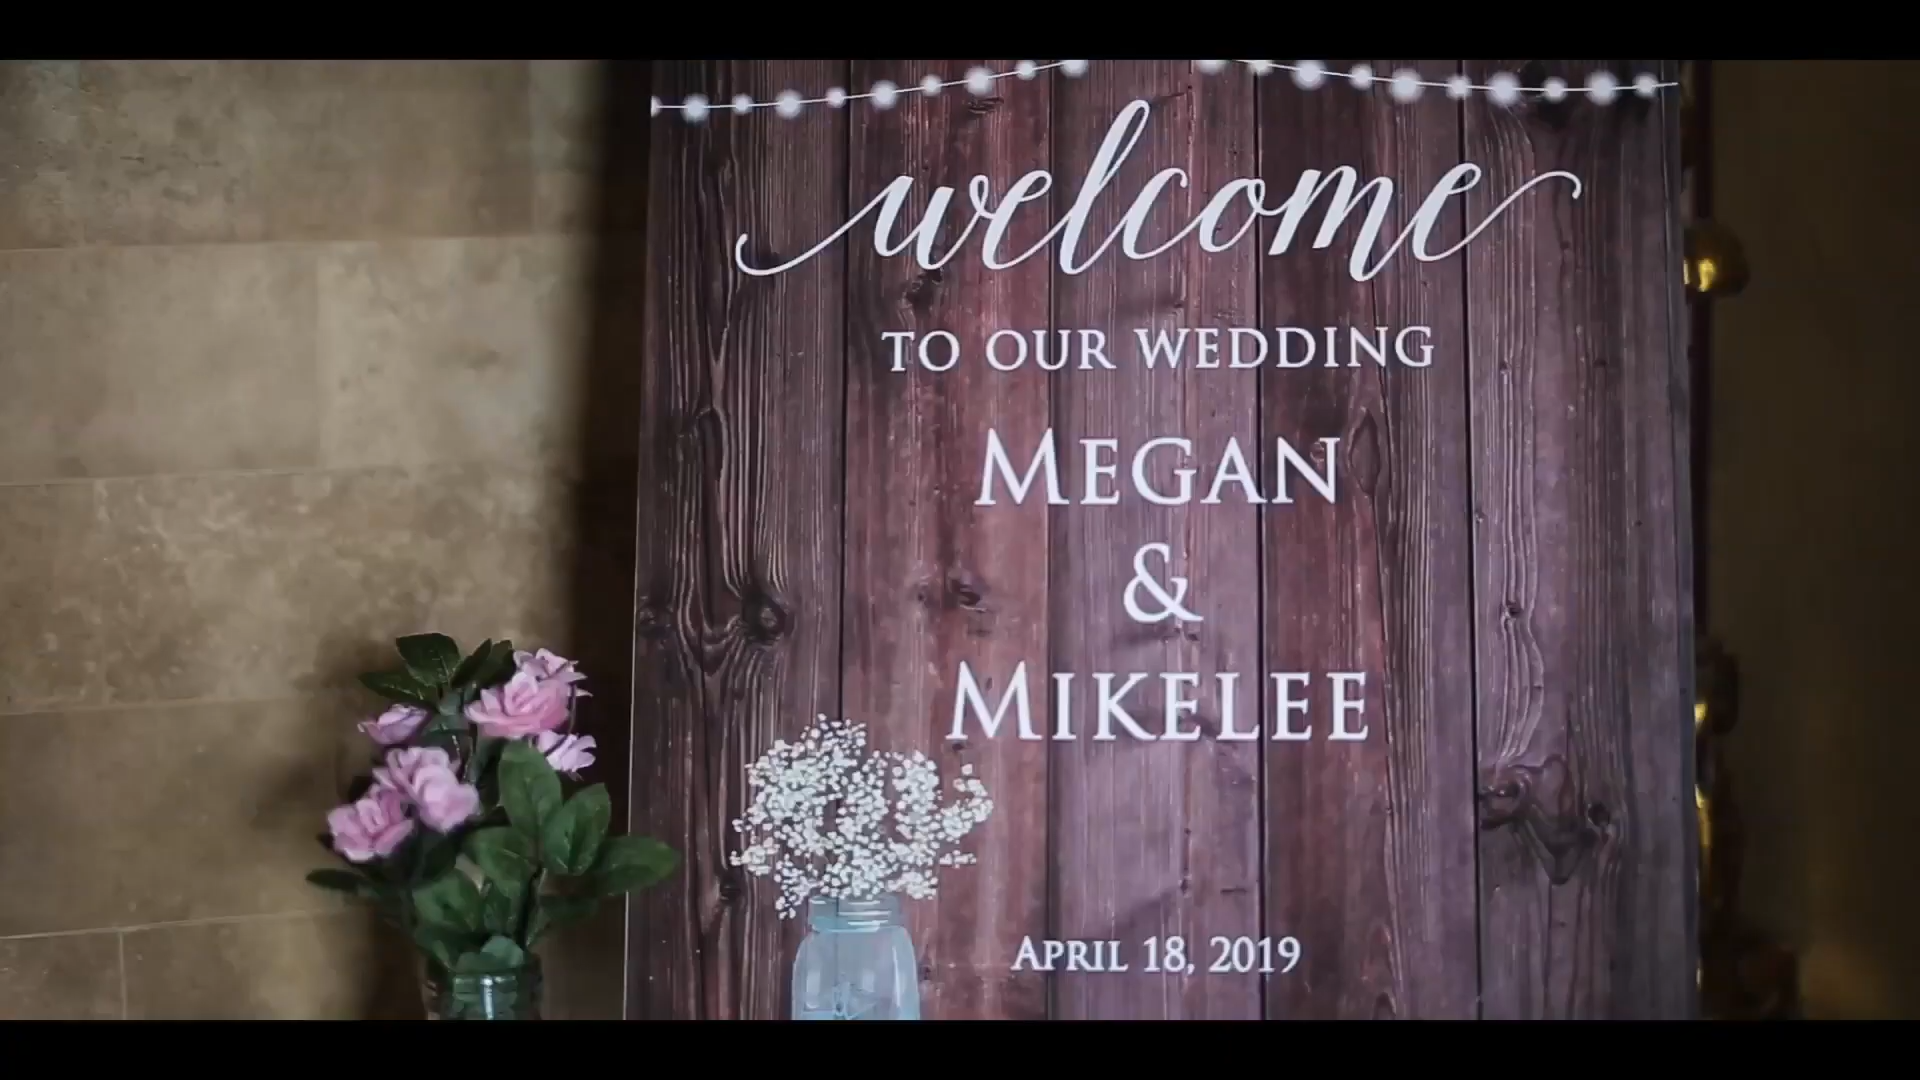 welcome
TO OUR WEDDING
MEGAN
&
MIKELEE
APRIL 18, 2019